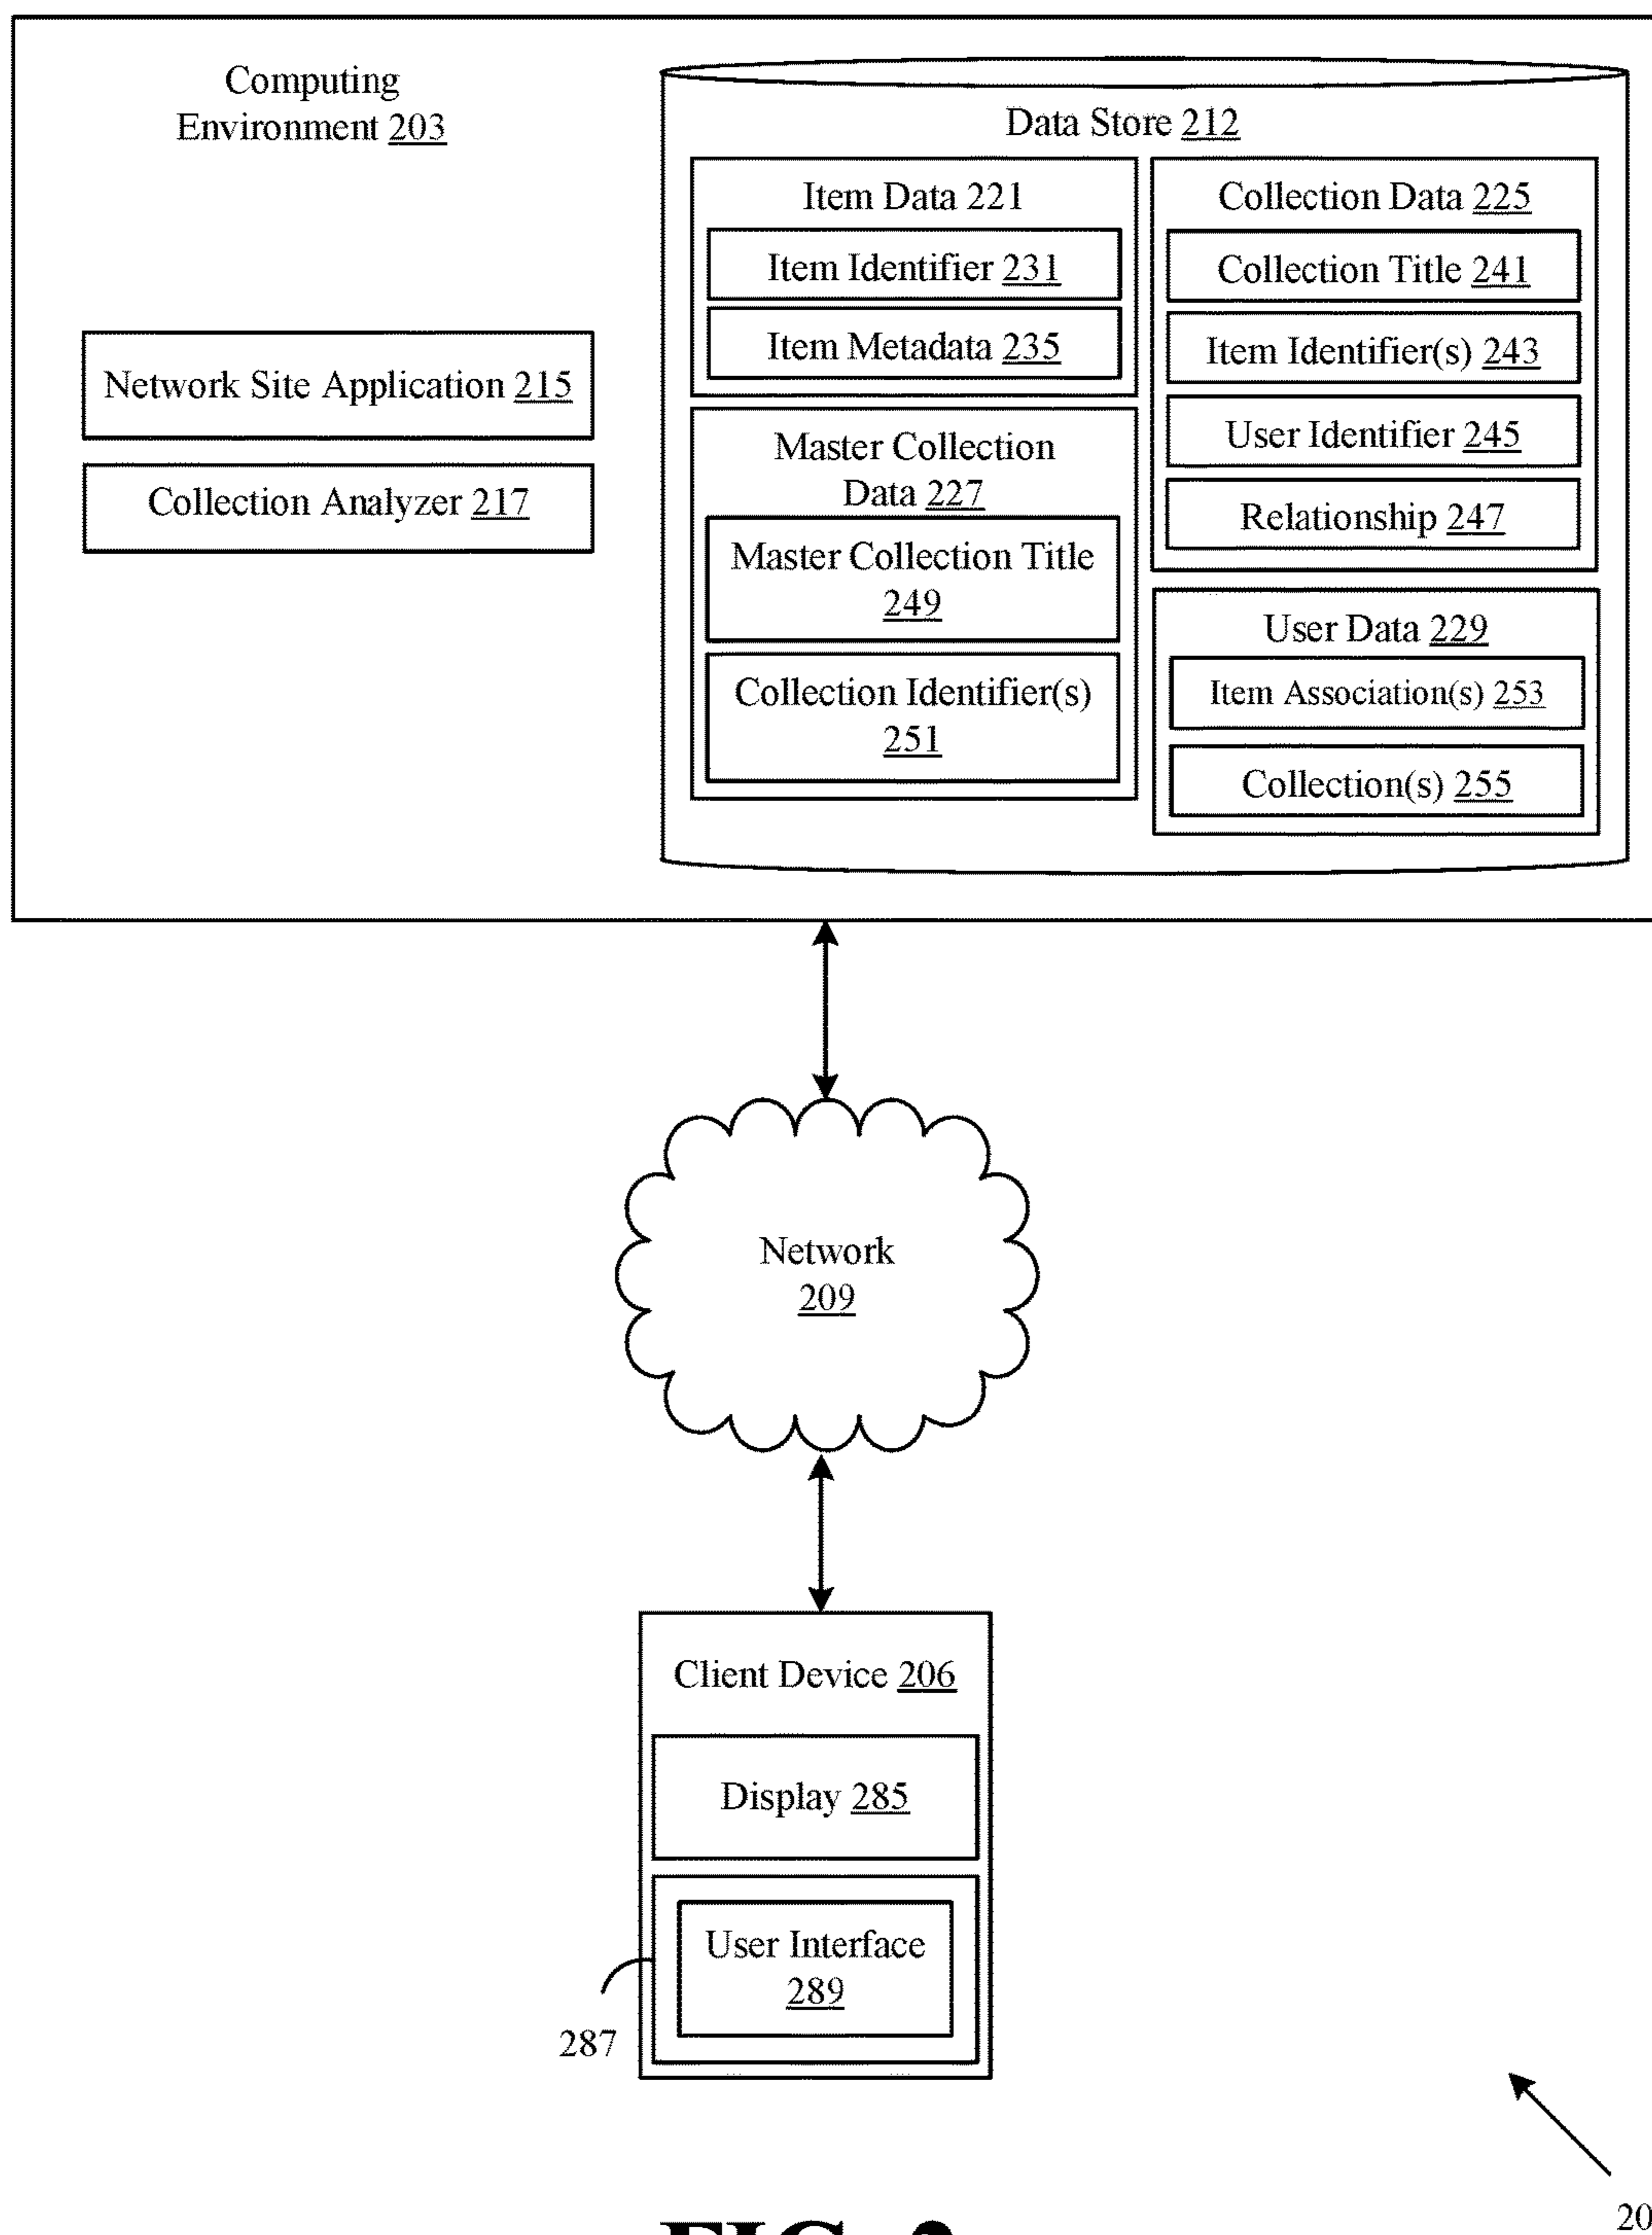 Computing
Environment 203
Data Store 212
Item Data 221
Item Identifier 231
Item Metadata 235
Collection Data 225
Collection Title 241
Item Identifier(s) 243
User Identifier 245
Relationship 247
Network Site Application 215
Collection Analyzer 217
Master Collection
Data 227
Master Collection Title
249
Collection Identifier(s)
251
User Data 229
Item Association(s) 253
Collection(s) 255
Network
209
Client Device 206
Display 285
User Interface
289
287